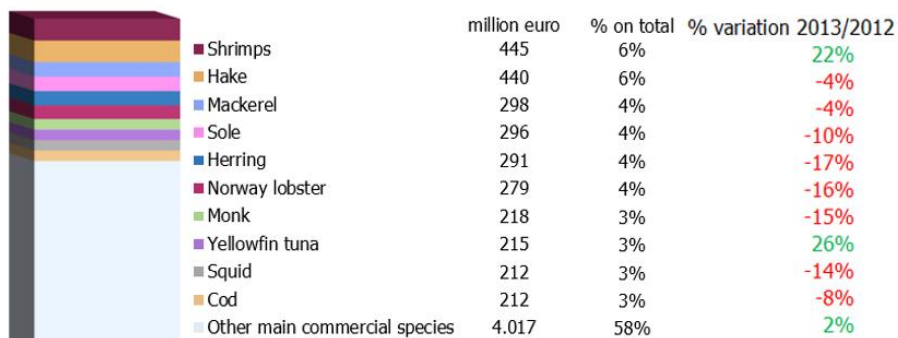 million euro % on total % variation 2013/2012
Shrimps 445 6% 22%
Hake 440 6% -4%
Mackerel 298 4% -4%
Sole 296 4% -10%
Herring 291 4% -17%
Norway lobster 279 4% -16%
Monk 218 3% -15%
Yellowfin tuna 215 3% 26%
Squid 212 3% -14%
Cod 212 3% -8%
Other main commercial species 4.017 58% 2%